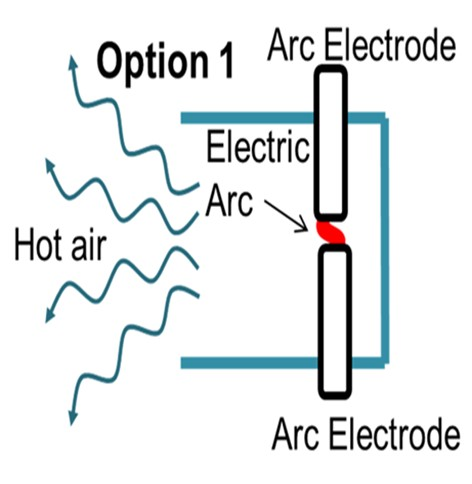 Option 1
Arc Electrode
Electric
Arc
Hot air
Arc Electrode